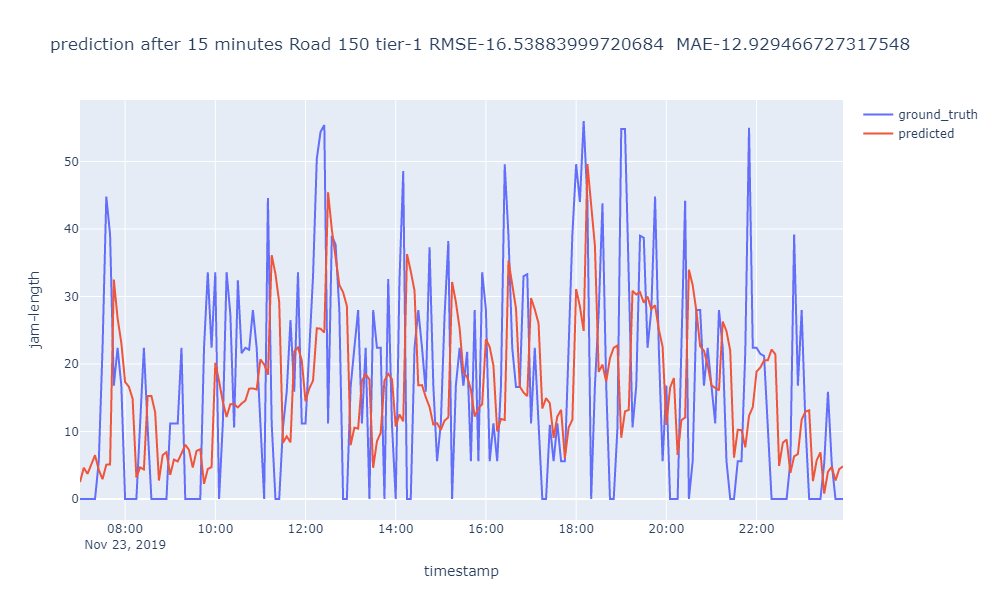 prediction after 15 minutes Road 150 tier-1 RMSE-16.53883999720684  MAE-12.929466727317548
ground_truth
predicted
50
40
30
20
10
0
jam-length
08:00
10:00
12:00
14:00
16:00
18:00
20:00
22:00
Nov 23, 2019
timestamp